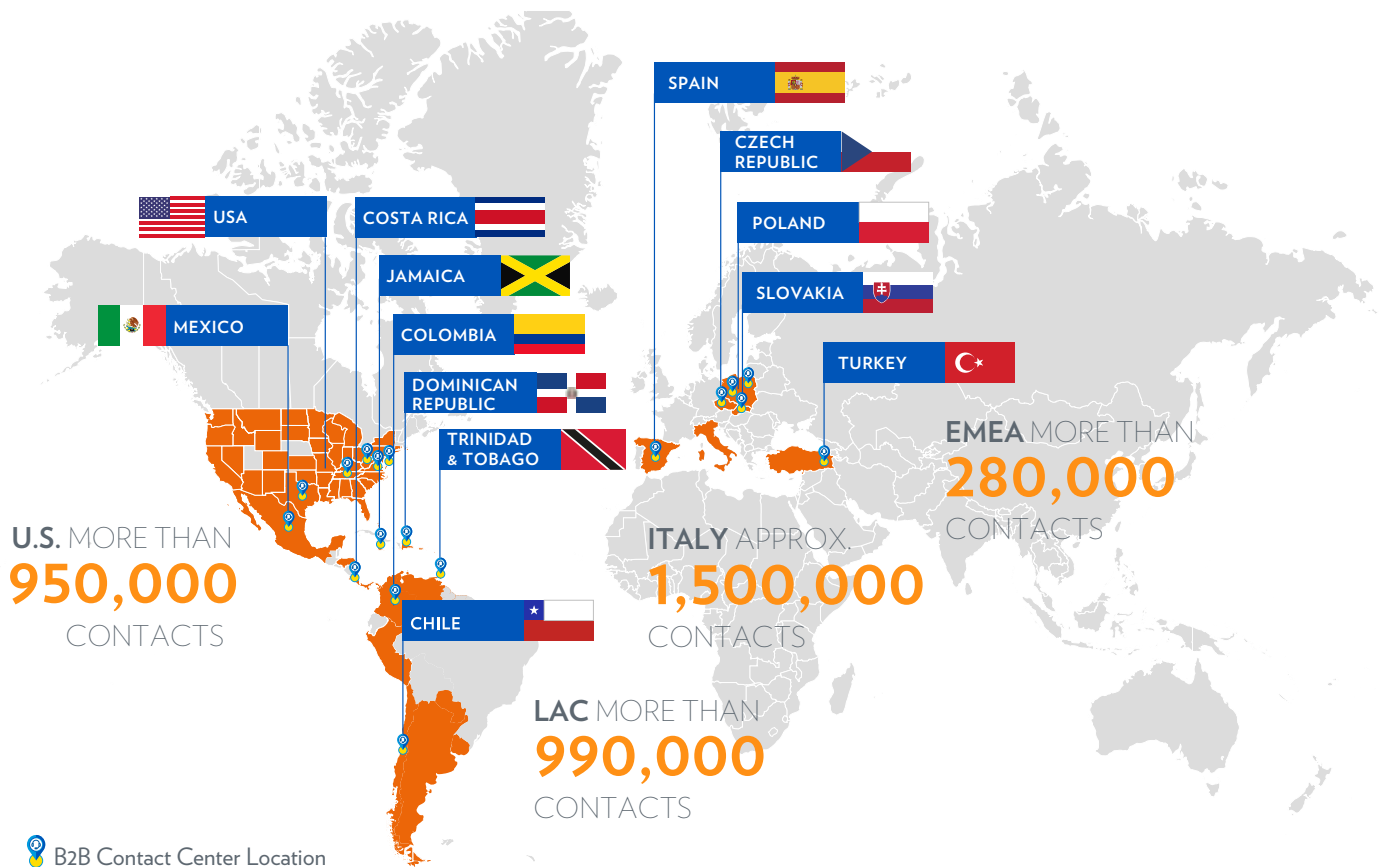 SPAIN
CZECH
REPUBLIC
USA
COSTA RICA
POLAND
JAMAICA
SLOVAKIA
MEXICO
COLOMBIA
TURKEY
DOMINICAN
REPUBLIC
TRINIDAD
& TOBAGO
EMEA MORE THAN
280,000
CONTACTS
U.S. MORE THAN
950,000
CONTACTS
ITALY APPROX.
1,500,000
CONTACTS
CHILE
LAC MORE THAN
990,000
CONTACTS
B2B Contact Center Location